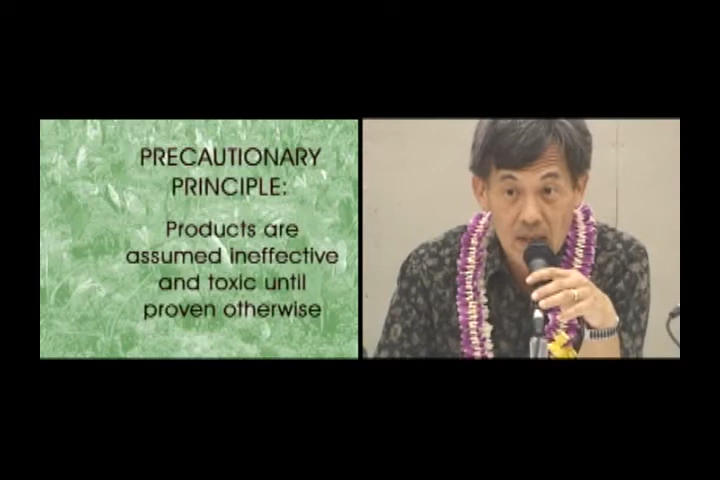 PRECAUTIONARY
PRINCIPLE:
Products are
assumed ineffective
and toxic until
proven otherwise